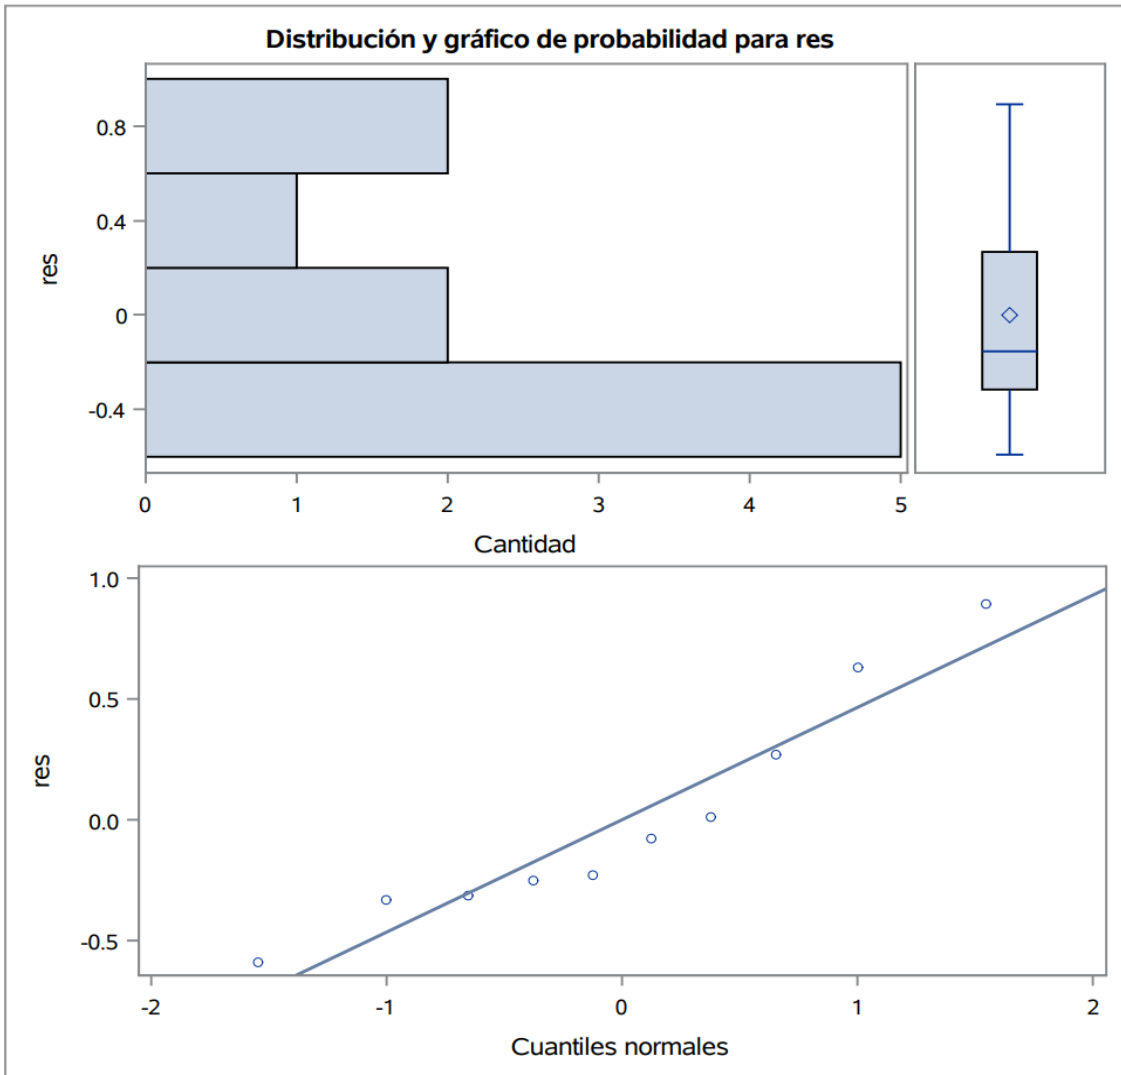 Distribución y gráfico de probabilidad para res
0.8
0.4
0
-0.4
res
0 1 2 3 4 5
Cantidad
1.0
0.5
0.0
-0.5
res
-2 -1 0 1 2
Cuantiles normales